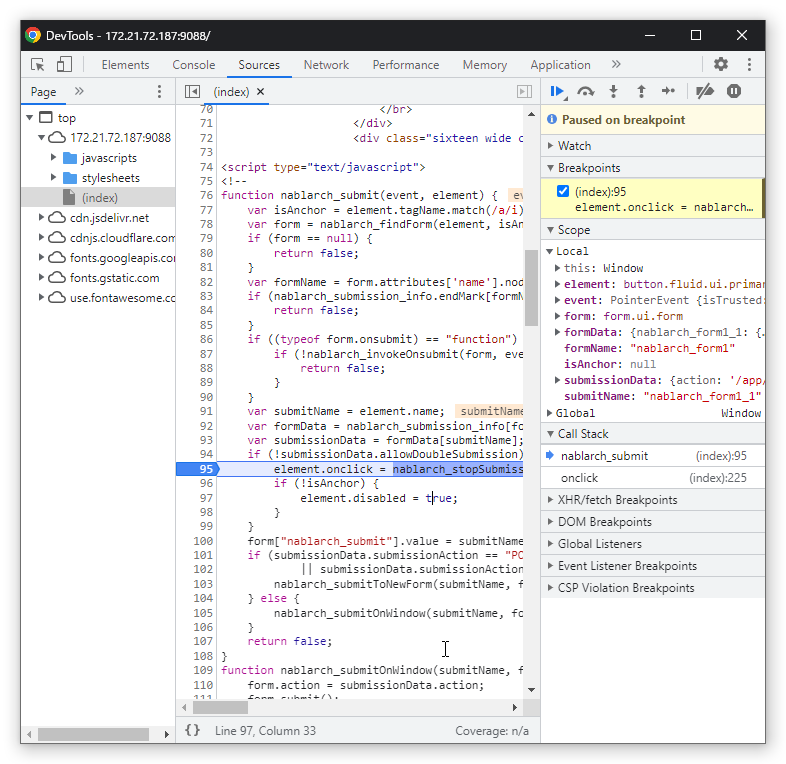 DevTools - 172.21.72.187:9088/
Elements Console Sources Network Performance Memory Application »
Page »
(index) ×
top
172.21.72.187:9088
javascripts
stylesheets
(index)
cdn.jsdelivr.net
cdnjs.cloudflare.com
fonts.googleapis.com
fonts.gstatic.com
use.fontawesome.cc
70 </br>
71 </div>
72 <div class="sixteen wide c
73
74 <script type="text/javascript">
75 <!--
76 function nablarch_submit(event, element) { ev
77 var isAnchor = element.tagName.match(/a/i)
78 var form = nablarch_findForm(element, isAn
79 if (form == null) {
80 return false;
81 }
82 var formName = form.attributes['name'].nod
83 if (nablarch_submission_info.endMark[formN
84 return false;
85 }
86 if ((typeof form.onsubmit) == "function")
87 if (!nablarch_invokeOnsubmit(form, eve
88 return false;
89 }
90 }
91 var submitName = element.name; submitName
92 var formData = nablarch_submission_info[fo
93 var submissionData = formData[submitName];
94 if (!submissionData.allowDoubleSubmission)
95 element.onclick = nablarch_stopSubmiss
96 if (!isAnchor) {
97 element.disabled = true;
98 }
99 }
100 form["nablarch_submit"].value = submitName
101 if (submissionData.submissionAction == "PO
102 || submissionData.submissionAction
103 nablarch_submitToNewForm(submitName, f
104 } else {
105 nablarch_submitOnWindow(submitName, fo
106 }
107 return false;
108 }
109 function nablarch_submitOnWindow(submitName, f
110 form.action = submissionData.action;
111 form.submit();
{} Line 97, Column 33 Coverage: n/a
Paused on breakpoint
Watch
Breakpoints
(index):95
element.onclick = nablarch…
Scope
Local
this: Window
element: button.fluid.ui.primar
event: PointerEvent {isTrusted:
form: form.ui.form
formData: {nablarch_form1_1: {…
formName: "nablarch_form1"
isAnchor: null
submissionData: {action: '/app/
submitName: "nablarch_form1_1"
Global Window
Call Stack
nablarch_submit (index):95
onclick (index):225
XHR/fetch Breakpoints
DOM Breakpoints
Global Listeners
Event Listener Breakpoints
CSP Violation Breakpoints